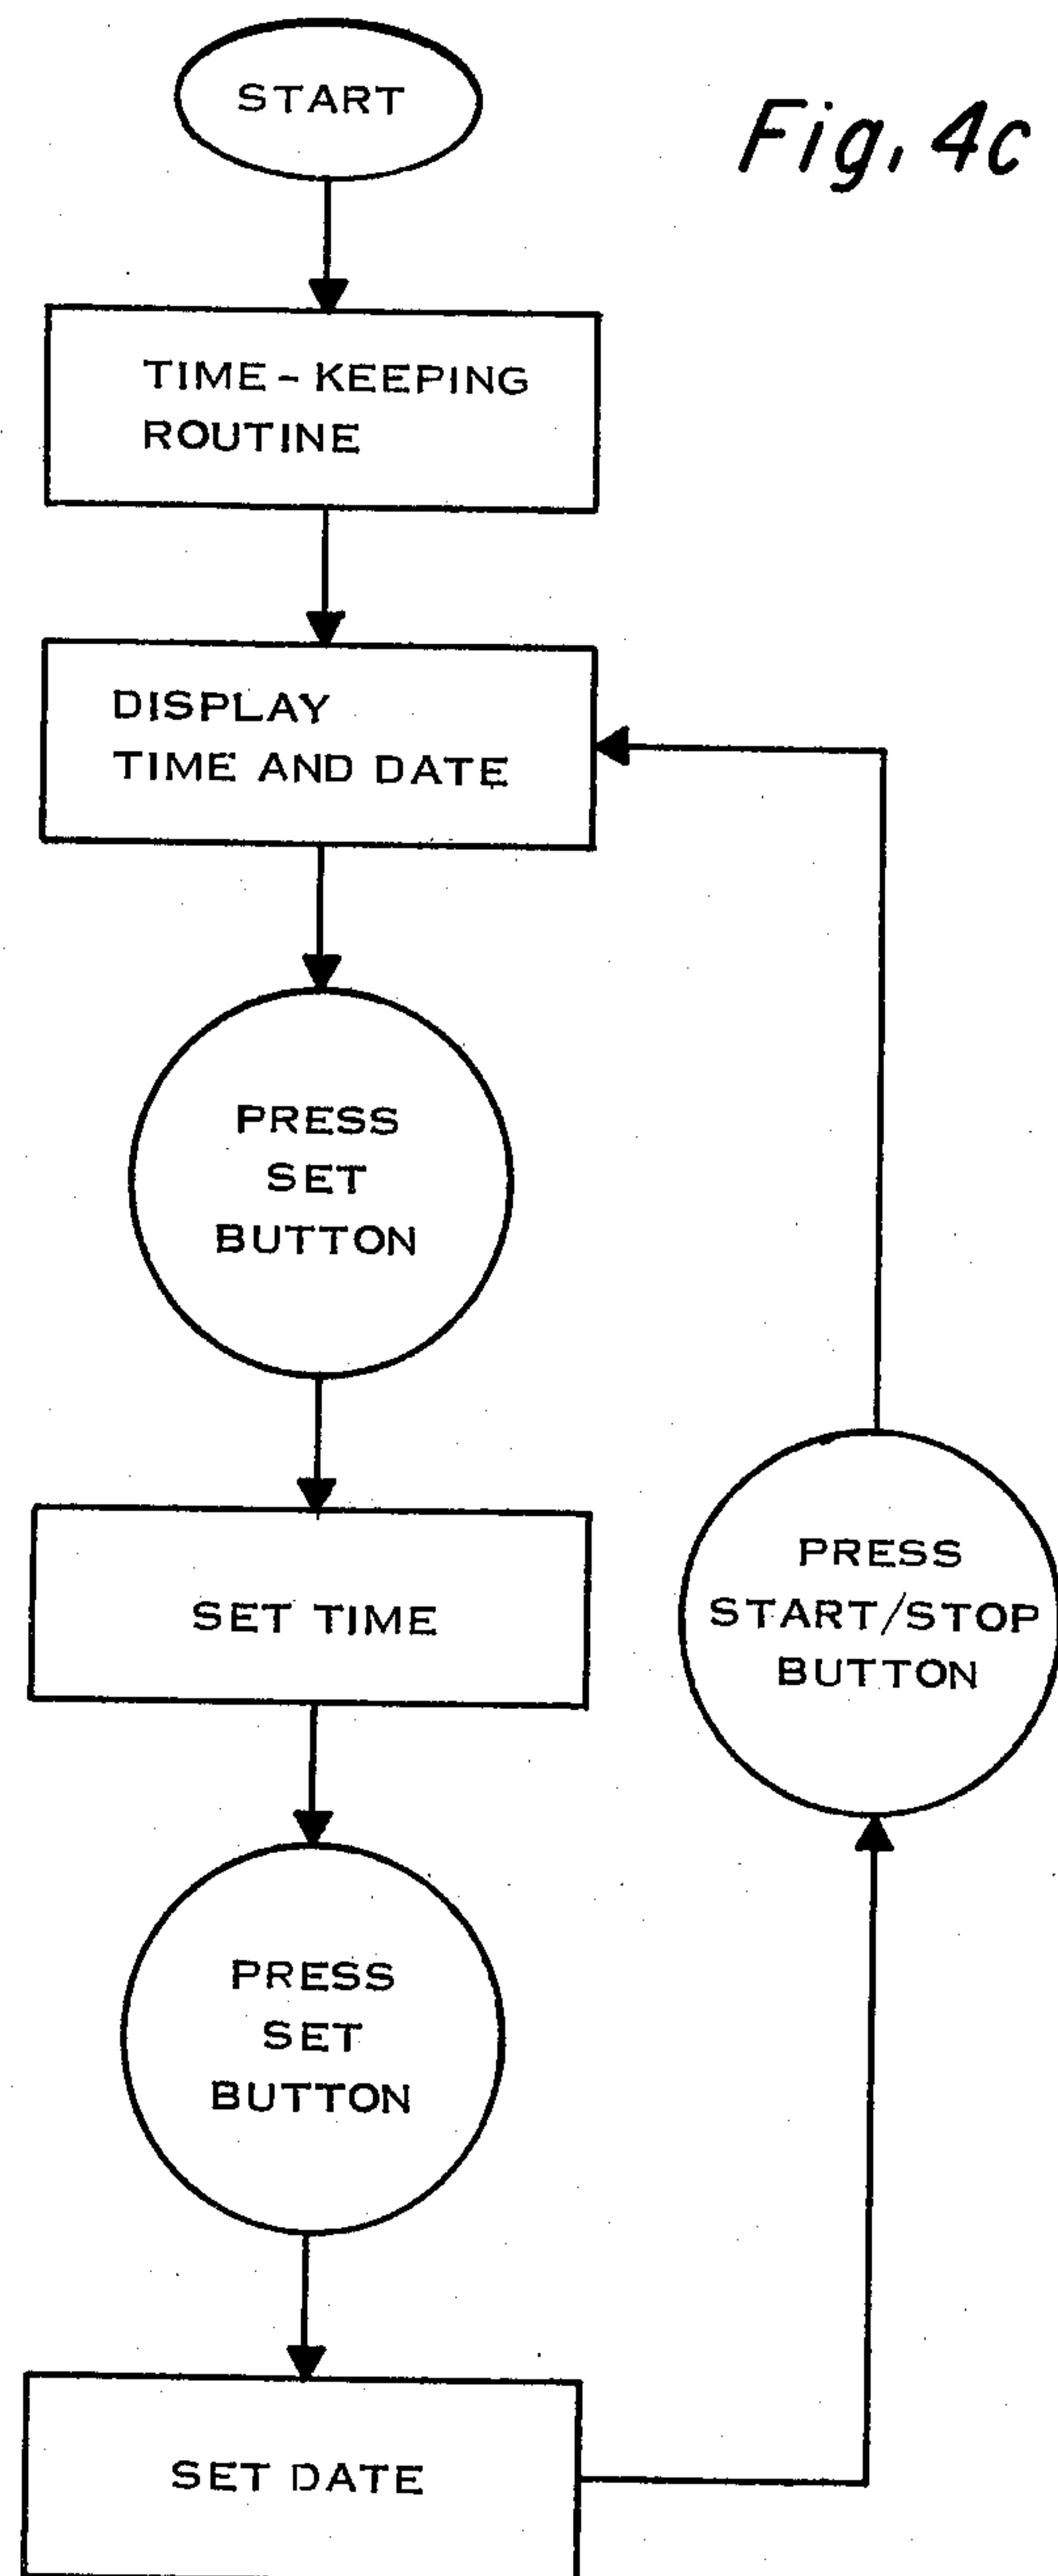 START
Fig. 4c
TIME - KEEPING
ROUTINE
DISPLAY
TIME AND DATE
PRESS
SET
BUTTON
SET TIME
PRESS
START/STOP
BUTTON
PRESS
SET
BUTTON
SET DATE